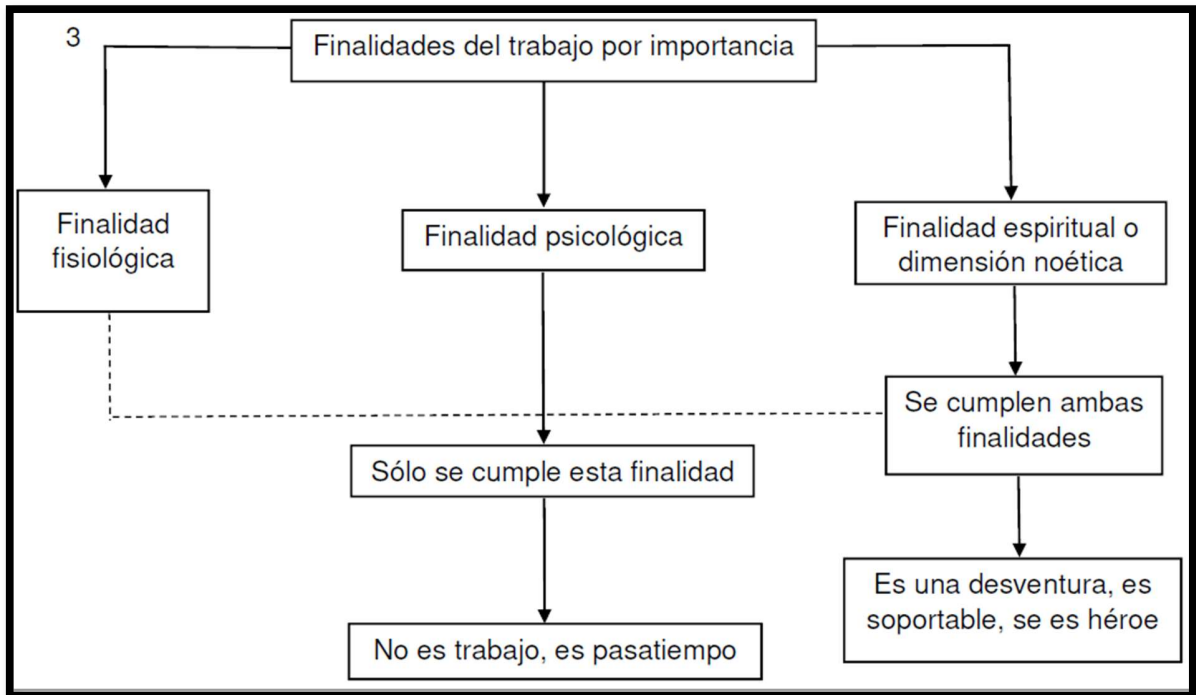 3
Finalidades del trabajo por importancia
Finalidad
fisiológica
Finalidad psicológica
Finalidad espiritual o
dimensión noética
Se cumplen ambas
finalidades
Sólo se cumple esta finalidad
Es una desventura, es
soportable, se es héroe
No es trabajo, es pasatiempo